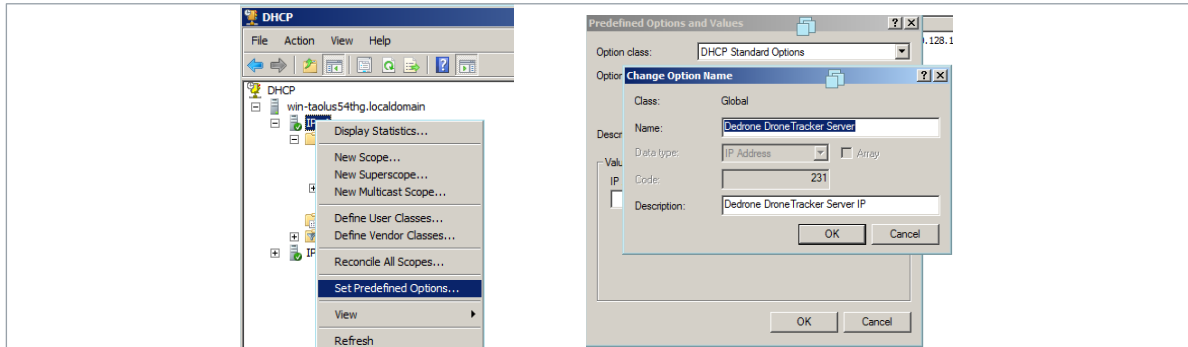 DHCP
File Action View Help
DHCP
win-taolus54thg.localdomain
Display Statistics...
New Scope...
New Superscope...
New Multicast Scope...
Define User Classes...
Define Vendor Classes...
Reconcile All Scopes...
Set Predefined Options...
View
Refresh
Predefined Options and Values
Option class: DHCP Standard Options
Option
Change Option Name
Class: Global
Name: Dedrone DroneTracker Server
Data type: IP Address Array
Code: 231
Description: Dedrone DroneTracker Server IP
OK Cancel
Descr
Valu
IP
OK Cancel
.128.1